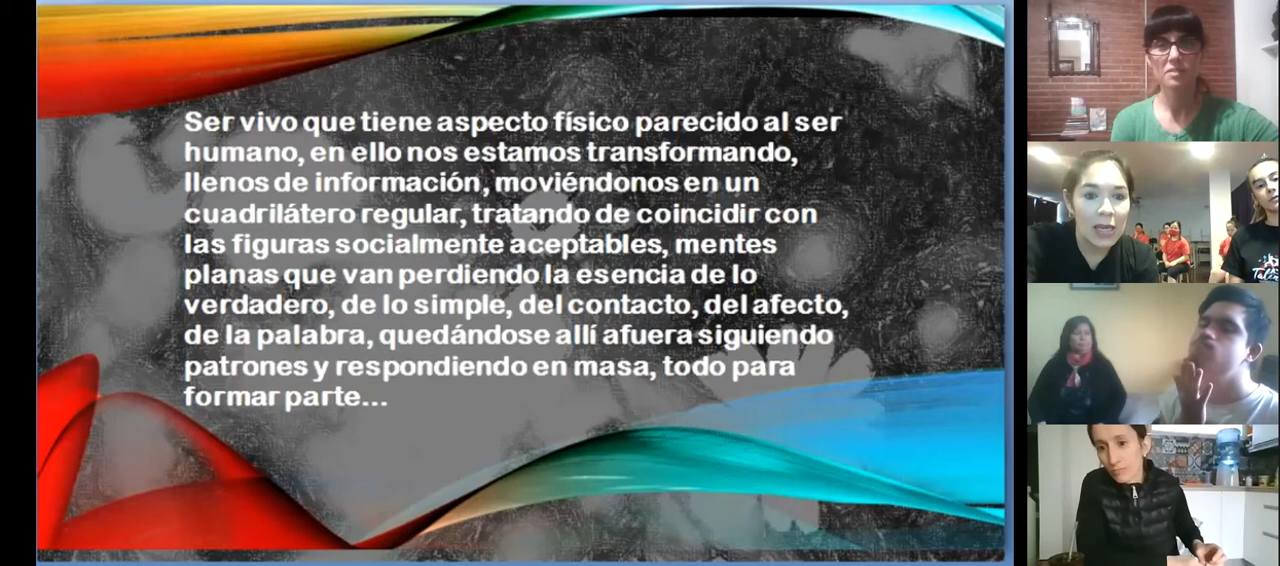 Ser vivo que tiene aspecto físico parecido al ser
humano, en ello nos estamos transformando,
llenos de información, moviéndonos en un
cuadrilátero regular, tratando de coincidir con
las figuras socialmente aceptables, mentes
planas que van perdiendo la esencia de lo
verdadero, de lo simple, del contacto, del afecto,
de la palabra, quedándose allí afuera siguiendo
patrones y respondiendo en masa, todo para
formar parte...